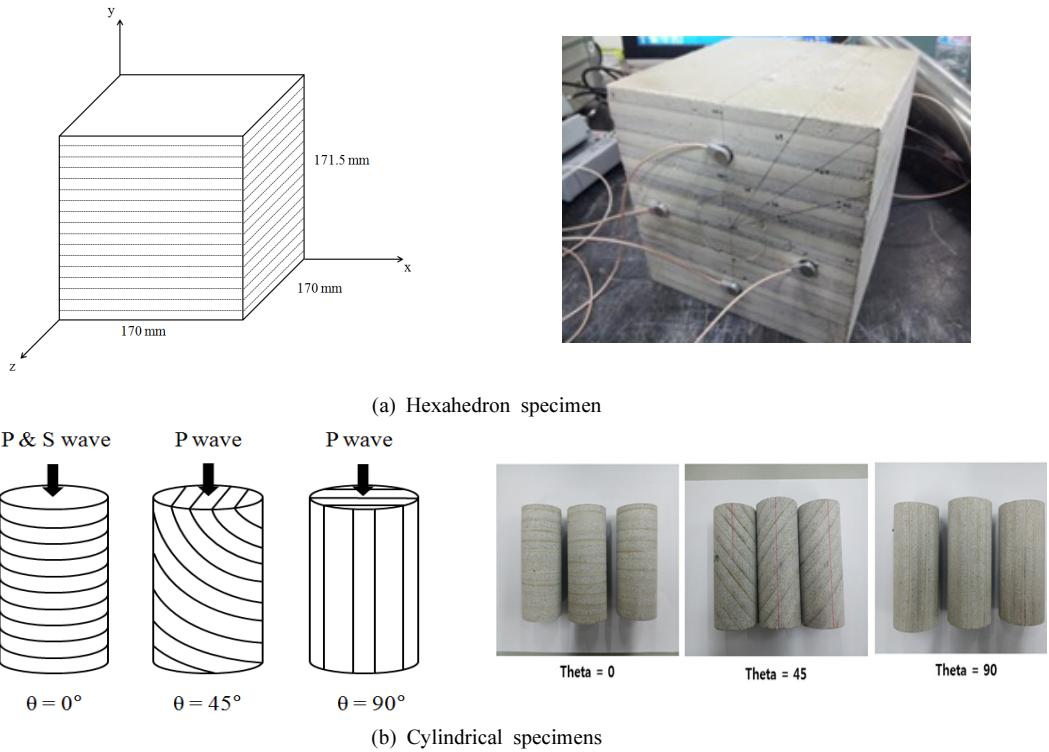 y
171.5 mm
x
170 mm
170 mm
z
(a) Hexahedron specimen
P & S wave
P wave
P wave
θ = 0°
θ = 45°
θ = 90°
Theta = 0
Theta = 45
Theta = 90
(b) Cylindrical specimens